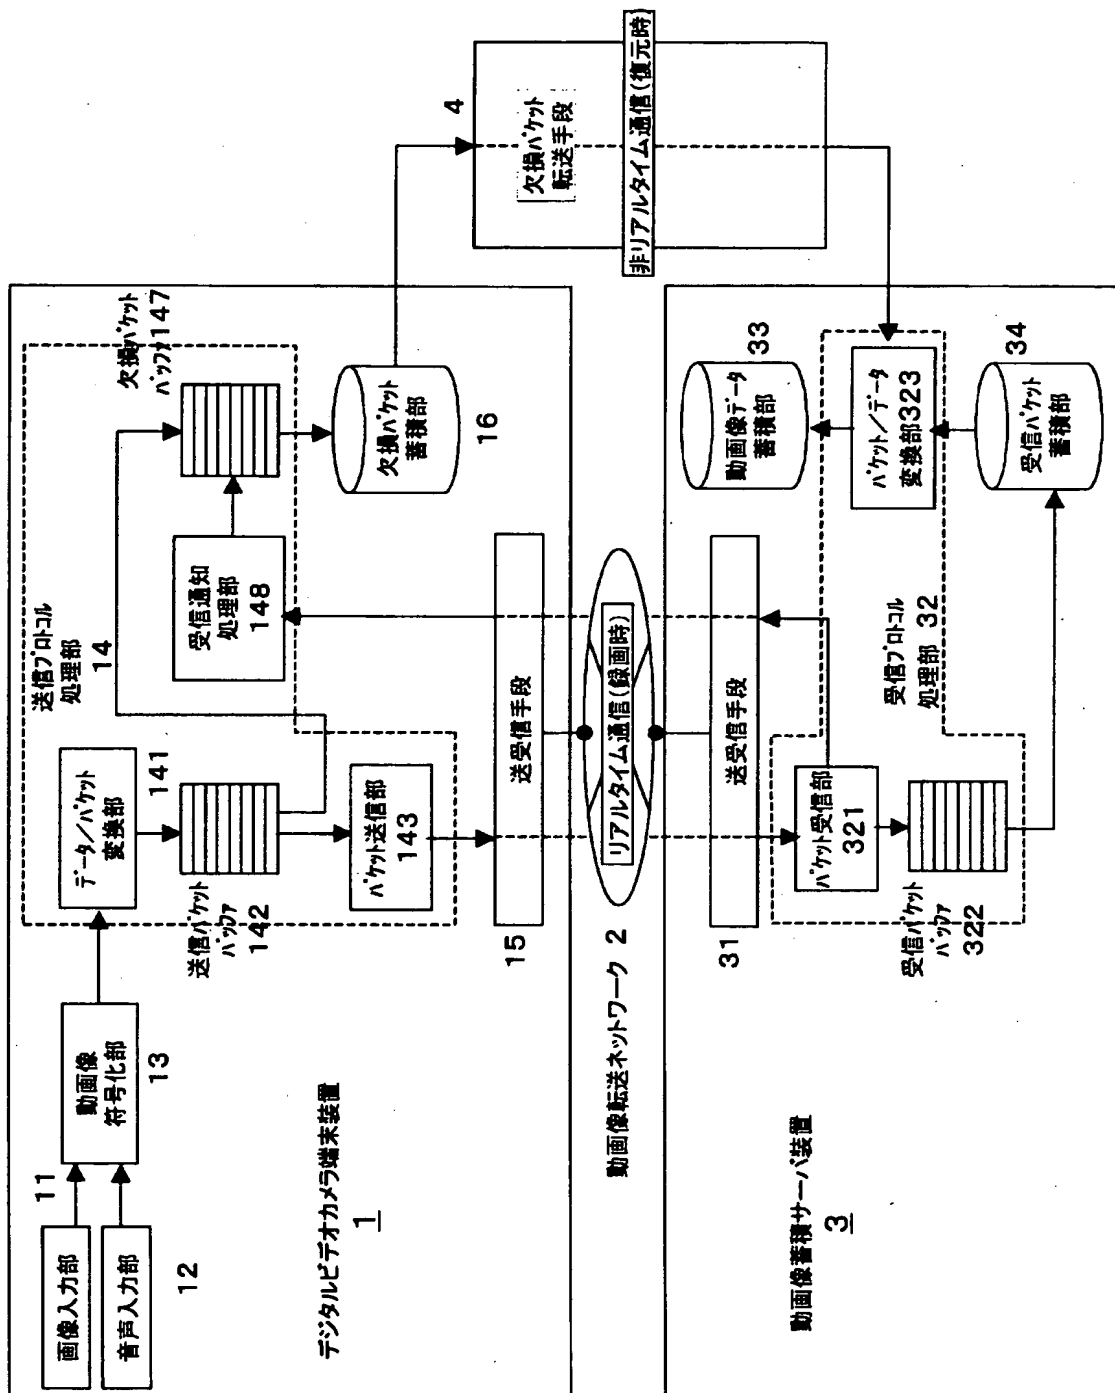 画像入力部
11
音声入力部
12
動画像
符号化部
13
データ/パケット
変換部
141
送信プロトコル
処理部
14
送信パケット
バッファ
142
パケット送信部
143
受信通知
処理部
148
欠損パケット
バッファ147
欠損パケット
蓄積部
16
送受信手段
15
デジタルビデオカメラ端末装置
1
動画像転送ネットワーク 2
リアルタイム通信(録画時)
4
欠損パケット
転送手段
非リアルタイム通信(復元時)
送受信手段
31
パケット受信部
321
受信パケット
バッファ
322
受信プロトコル
処理部 32
パケット/データ
変換部323
動画像データ
蓄積部
33
受信パケット
蓄積部
34
動画像蓄積サーバ装置
3